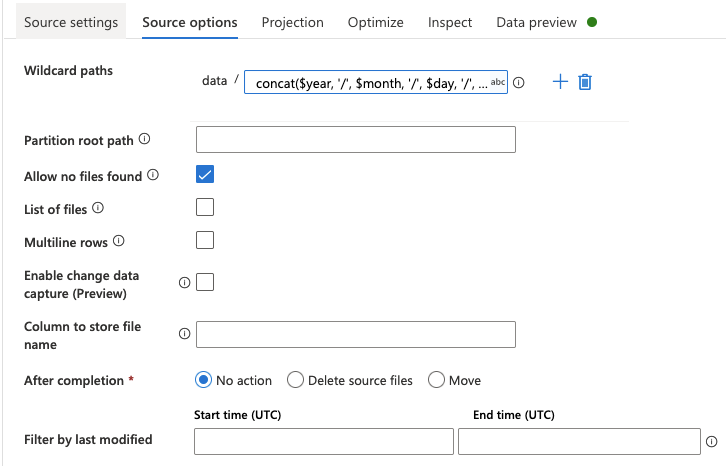 Source settings Source options Projection Optimize Inspect Data preview
Wildcard paths data / concat($year, '/', $month, '/', $day, '/', ... abc
Partition root path
Allow no files found
List of files
Multiline rows
Enable change data
capture (Preview)
Column to store file
name
After completion * No action Delete source files Move
Start time (UTC) End time (UTC)
Filter by last modified